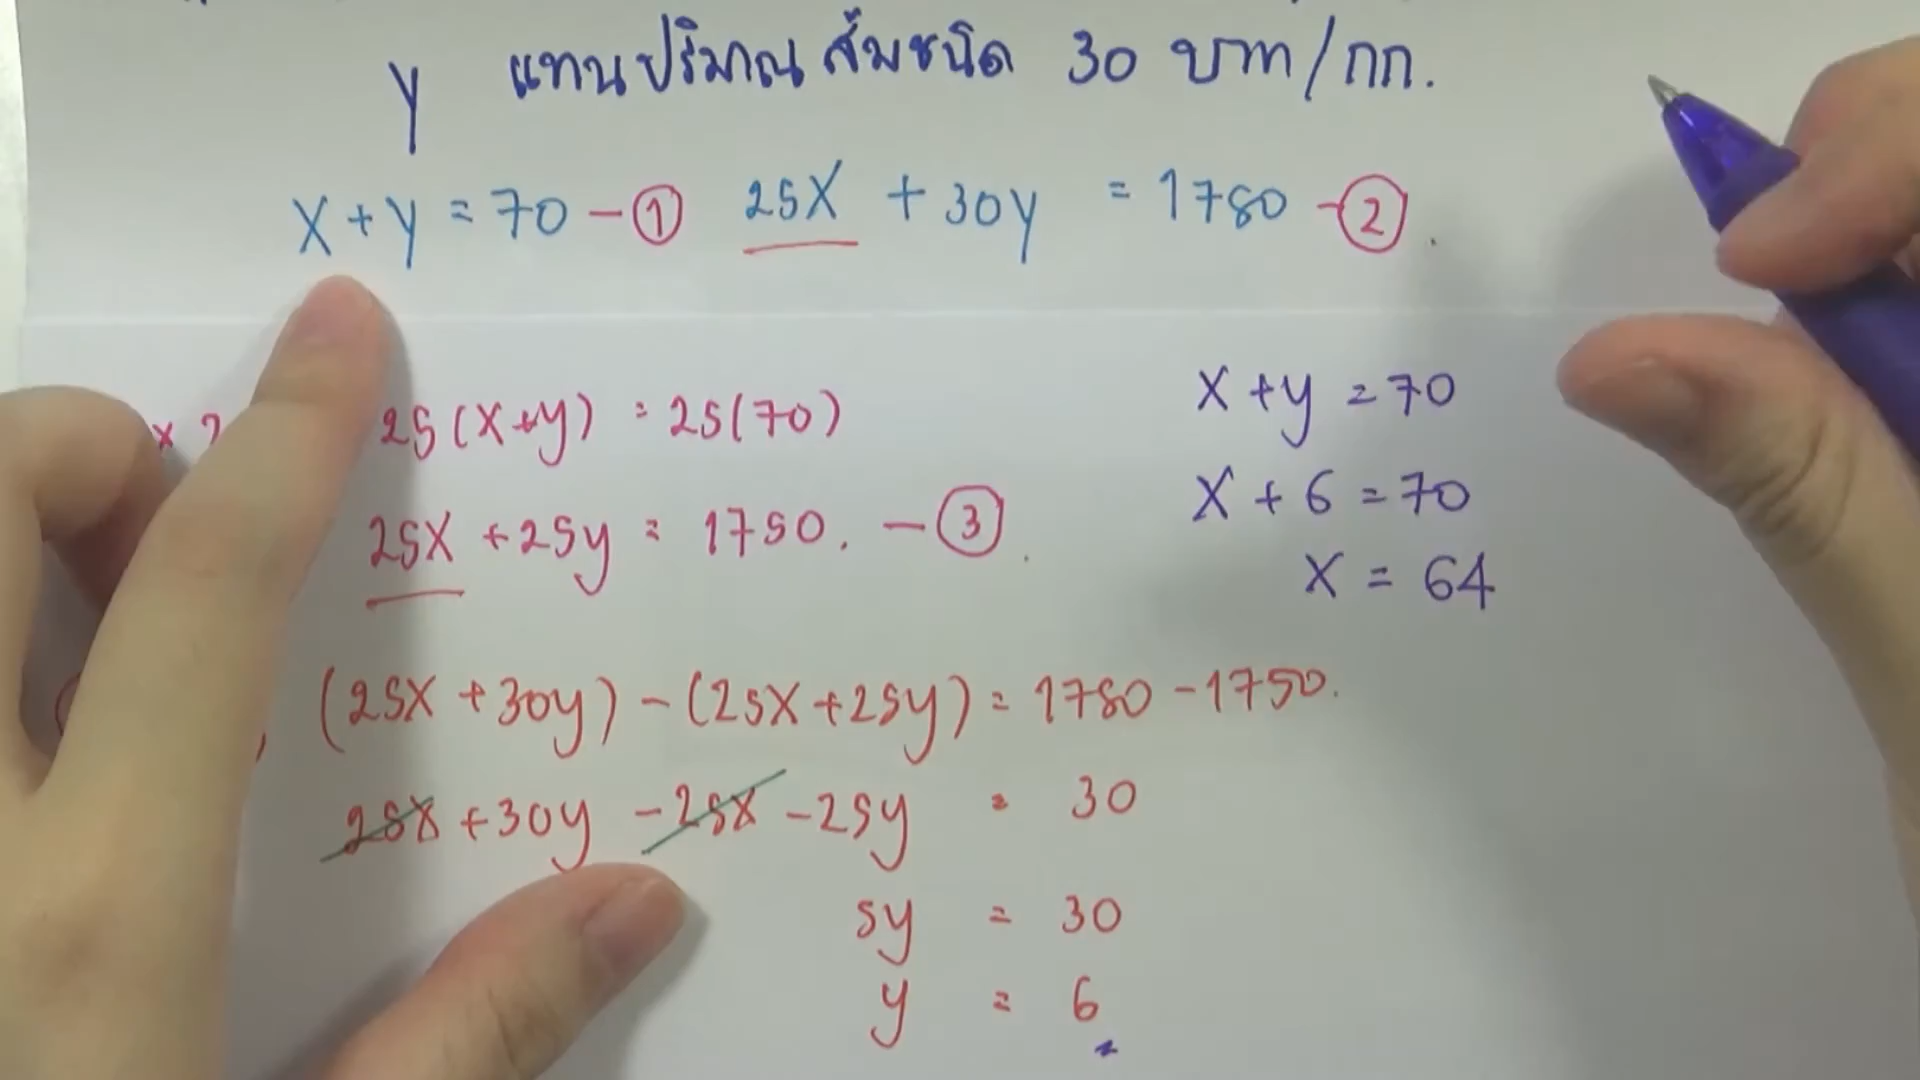 y แทนปริมาณส้มชนิด 30 บาท/กก.
x + y = 70 - ① 25x + 30y = 1780 - ②
25(x+y) = 25(70)
25x + 25y = 1750. - ③
(25x + 30y) - (25x + 25y) = 1780 - 1750.
25x + 30y - 25x - 25y = 30
5y = 30
y = 6
x + y = 70
x + 6 = 70
x = 64